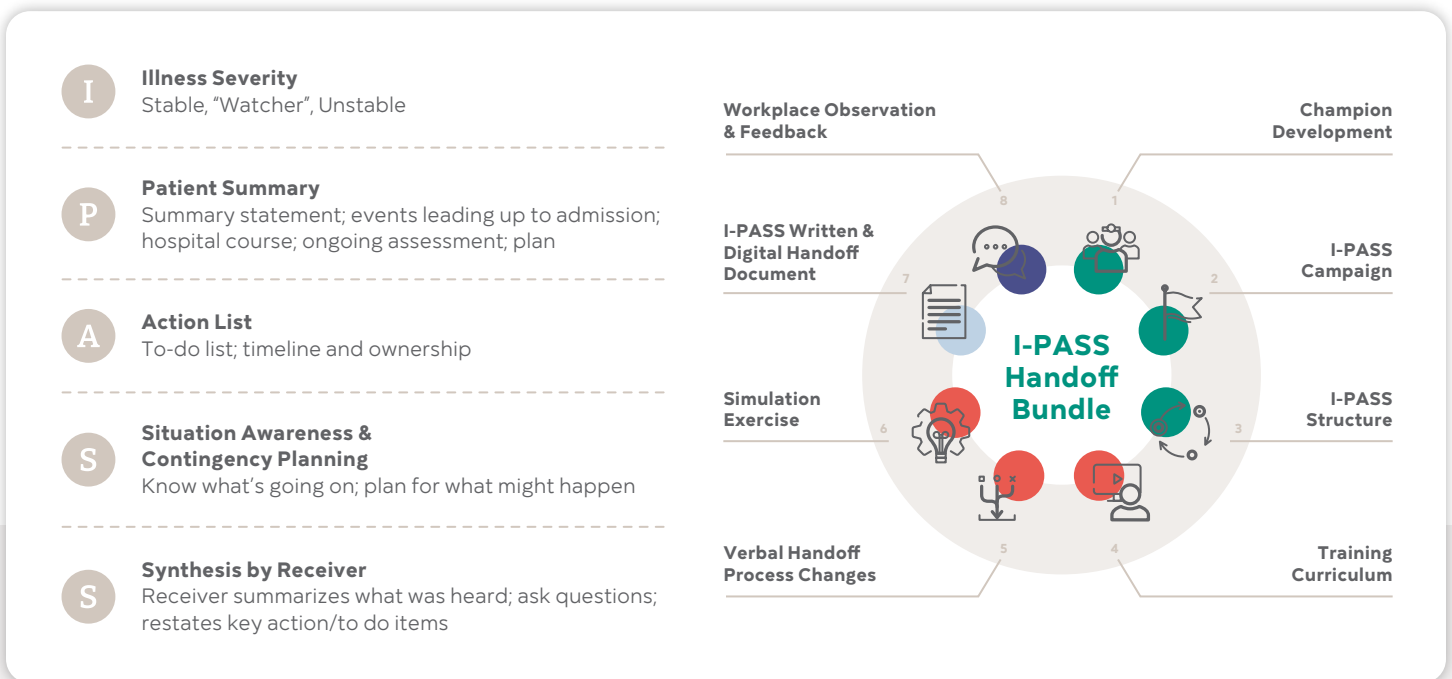 I
Illness Severity
Stable, “Watcher”, Unstable
P
Patient Summary
Summary statement; events leading up to admission;
hospital course; ongoing assessment; plan
A
Action List
To-do list; timeline and ownership
S
Situation Awareness &
Contingency Planning
Know what’s going on; plan for what might happen
S
Synthesis by Receiver
Receiver summarizes what was heard; ask questions;
restates key action/to do items
I-PASS
Handoff
Bundle
1
Champion
Development
2
I-PASS
Campaign
3
I-PASS
Structure
4
Training
Curriculum
5
Verbal Handoff
Process Changes
6
Simulation
Exercise
7
I-PASS Written &
Digital Handoff
Document
8
Workplace Observation
& Feedback